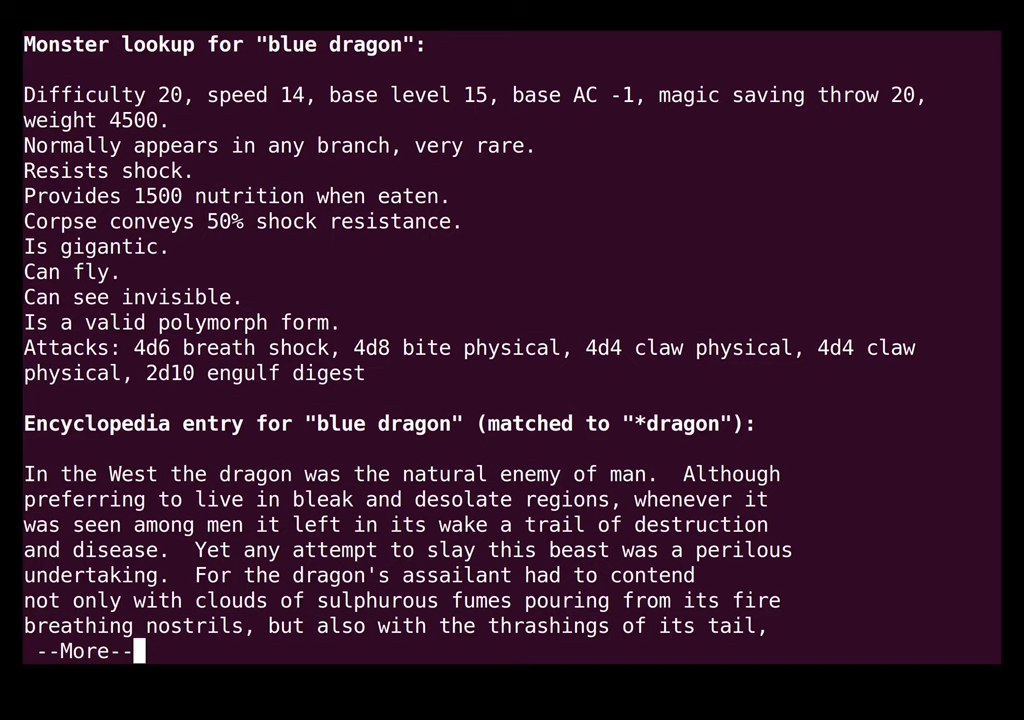 Monster lookup for "blue dragon":
Difficulty 20, speed 14, base level 15, base AC -1, magic saving throw 20,
weight 4500.
Normally appears in any branch, very rare.
Resists shock.
Provides 1500 nutrition when eaten.
Corpse conveys 50% shock resistance.
Is gigantic.
Can fly.
Can see invisible.
Is a valid polymorph form.
Attacks: 4d6 breath shock, 4d8 bite physical, 4d4 claw physical, 4d4 claw
physical, 2d10 engulf digest
Encyclopedia entry for "blue dragon" (matched to "*dragon"):
In the West the dragon was the natural enemy of man.  Although
preferring to live in bleak and desolate regions, whenever it
was seen among men it left in its wake a trail of destruction
and disease.  Yet any attempt to slay this beast was a perilous
undertaking.  For the dragon's assailant had to contend
not only with clouds of sulphurous fumes pouring from its fire
breathing nostrils, but also with the thrashings of its tail,
--More--